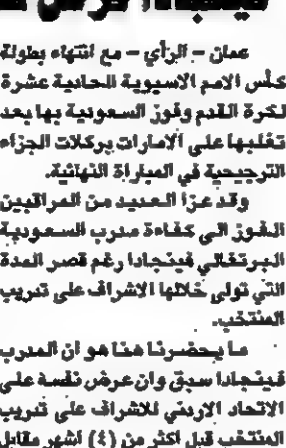 فينجادا عرض
عمان – الرأي – مع انتهاء بطولة
كأس الامم الاسيوية الحادية عشرة
لكرة القدم وفوز السعودية بها بعد
تغلبها على الامارات بركلات الجزاء
الترجيحية في المباراة النهائية.
وقد عزا العديد من المراقبين
الفوز الى كفاءة مدرب السعودية
البرتغالي فينجادا رغم قصر المدة
التي تولى خلالها الاشراف على تدريب
المنتخب.
ما يحضرنا هنا هو ان المدرب
فينجادا سبق وان عرض نفسة على
الاتحاد الاردني للاشراف على تدريب
المنتخب قبل اكثر من (٤) اشهر مقابل